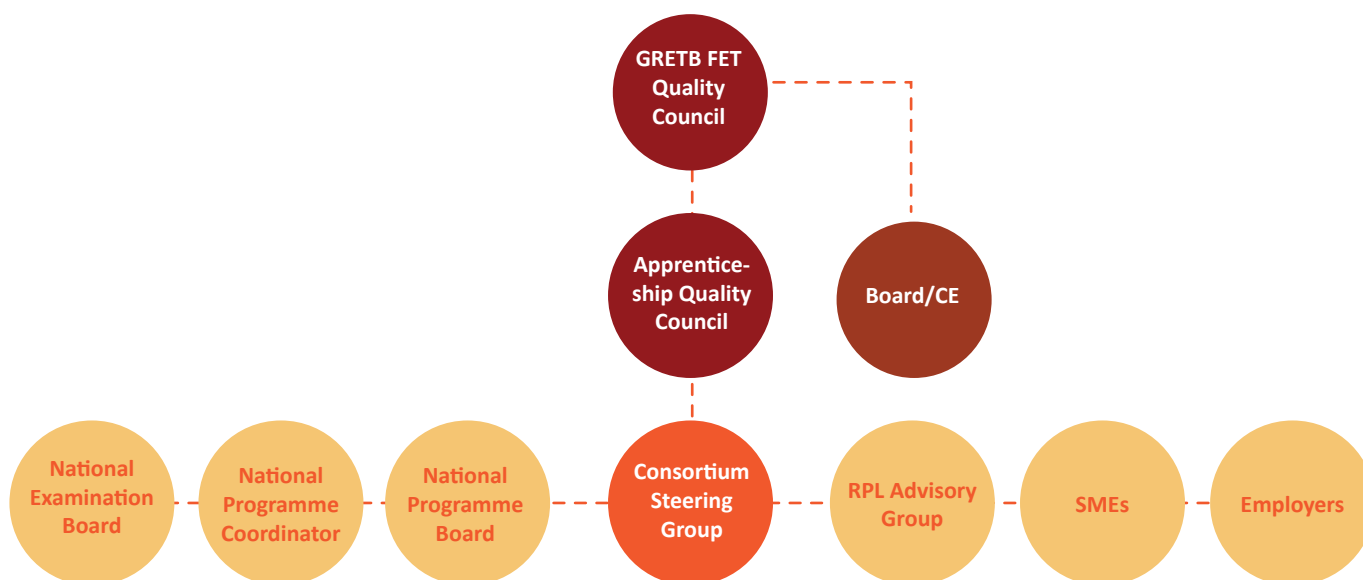 GRETB FET
Quality
Council
Apprentice-
ship Quality
Council
Board/CE
National
Examination
Board
National
Programme
Coordinator
National
Programme
Board
Consortium
Steering
Group
RPL Advisory
Group
SMEs
Employers